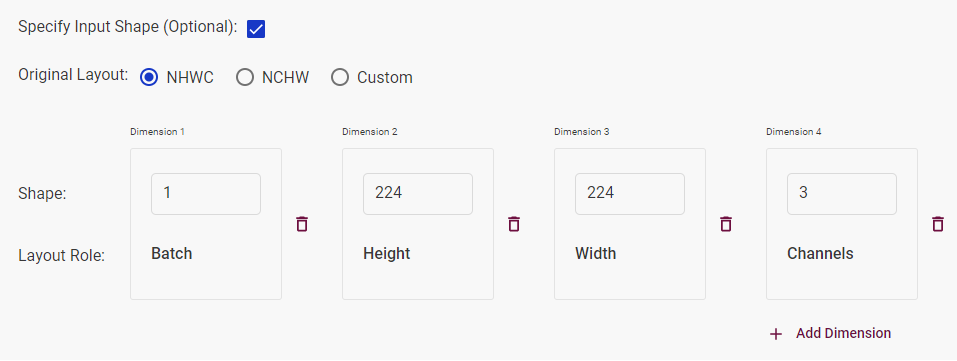 Specify Input Shape (Optional):
Original Layout: NHWC NCHW Custom
Dimension 1 Dimension 2 Dimension 3 Dimension 4
Shape: 1 224 224 3
Layout Role: Batch Height Width Channels
+ Add Dimension